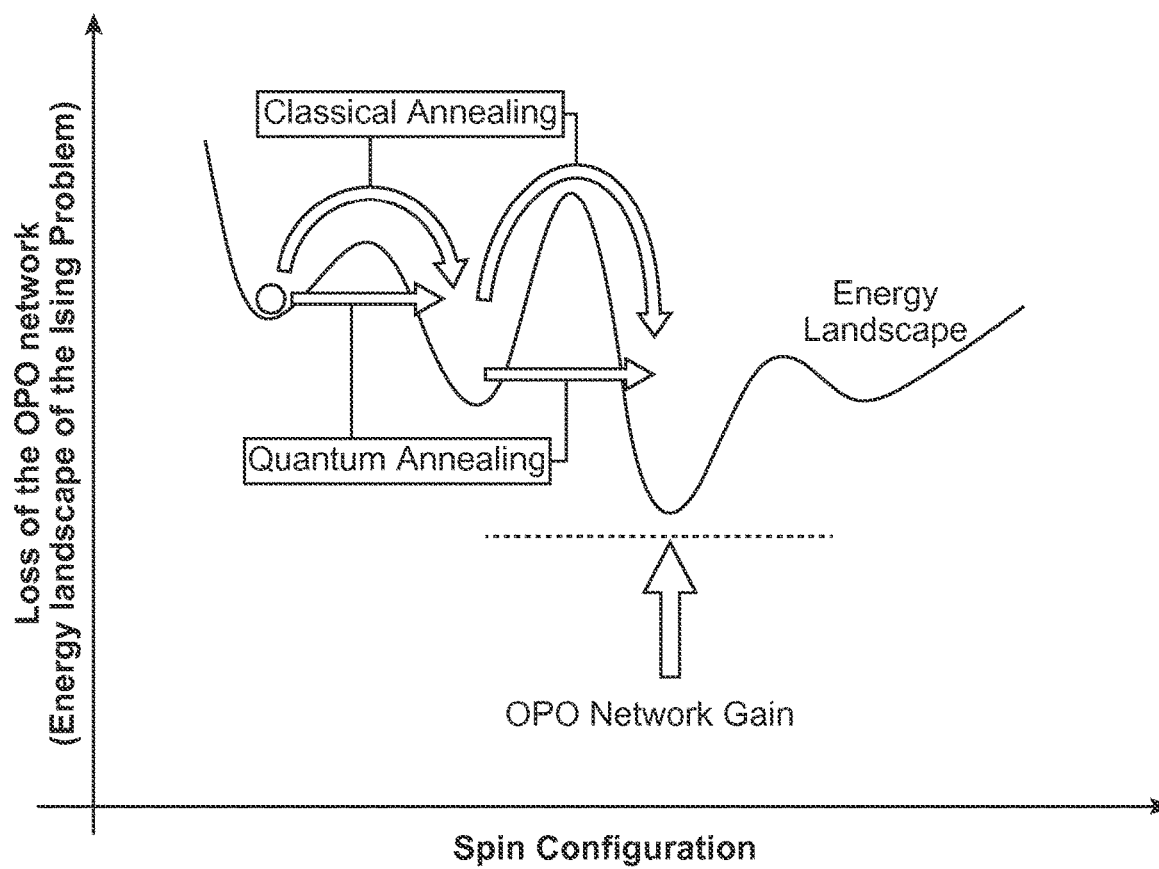 Loss of the OPO network
(Energy landscape of the Ising Problem)
Classical Annealing
Energy
Landscape
Quantum Annealing
OPO Network Gain
Spin Configuration